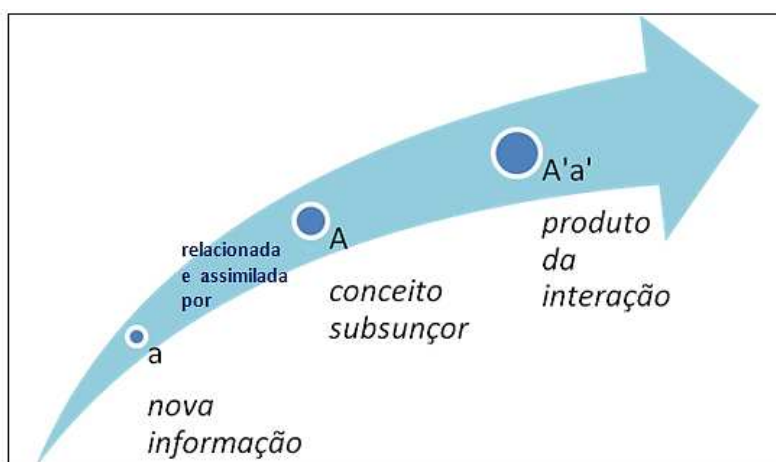 a
nova
informação
relacionada
e assimilada
por
A
conceito
subsunçor
A'a'
produto
da
interação